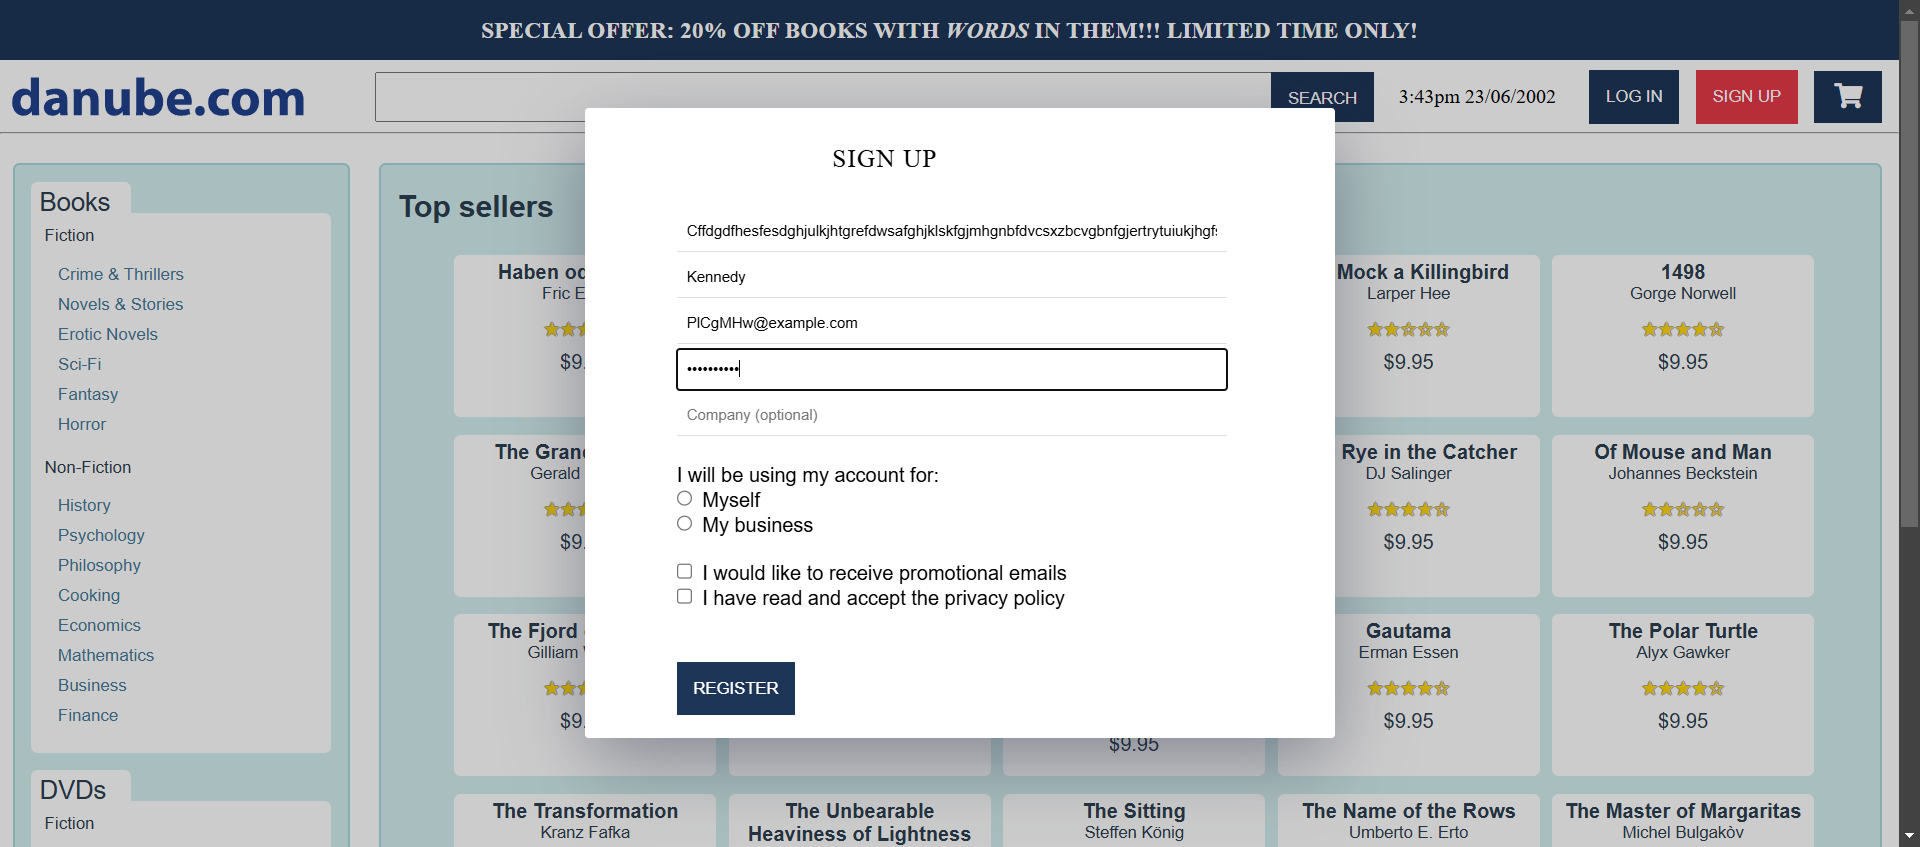 SPECIAL OFFER: 20% OFF BOOKS WITH WORDS IN THEM!!! LIMITED TIME ONLY!
danube.com
SEARCH
3:43pm 23/06/2002
LOG IN
SIGN UP
Books
Fiction
Crime & Thrillers
Novels & Stories
Erotic Novels
Sci-Fi
Fantasy
Horror
Non-Fiction
History
Psychology
Philosophy
Cooking
Economics
Mathematics
Business
Finance
DVDs
Fiction
Top sellers
SIGN UP
Cffdgdfhesfesdghjulkjhtgrefdwsafghjklskfgjmhgnbfdvcsxzbcvgbnfgjertrytuiukjhgf
Kennedy
PlCgMHw@example.com
••••••••••
Company (optional)
I will be using my account for:
Myself
My business
I would like to receive promotional emails
I have read and accept the privacy policy
REGISTER
Haben od
Fric E
$9.
Mock a Killingbird
Larper Hee
$9.95
1498
Gorge Norwell
$9.95
The Gran
Gerald
$9.
Rye in the Catcher
DJ Salinger
$9.95
Of Mouse and Man
Johannes Beckstein
$9.95
The Fjord
Gilliam
$9.
$9.95
Gautama
Erman Essen
$9.95
The Polar Turtle
Alyx Gawker
$9.95
The Transformation
Kranz Fafka
The Unbearable
Heaviness of Lightness
The Sitting
Steffen König
The Name of the Rows
Umberto E. Erto
The Master of Margaritas
Michel Bulgakòv